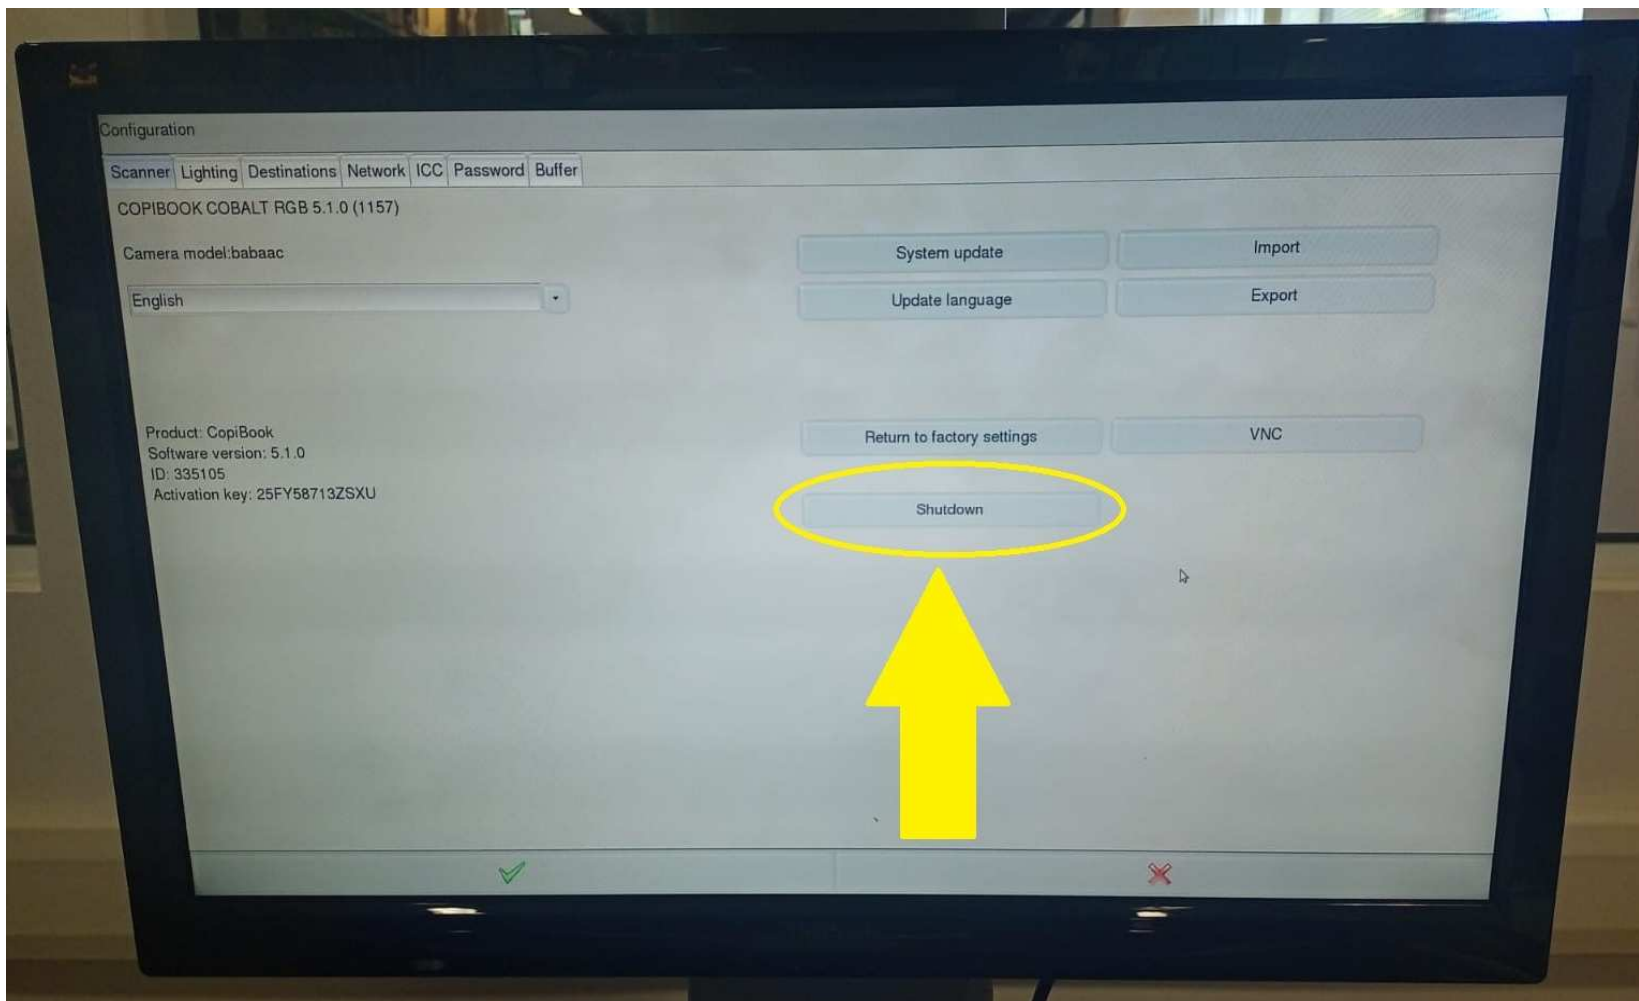 Configuration
Scanner Lighting Destinations Network ICC Password Buffer
COPIBOOK COBALT RGB 5.1.0 (1157)
Camera model:babaac
English
System update
Import
Update language
Export
Product: CopiBook
Software version: 5.1.0
ID: 335105
Activation key: 25FY58713ZSXU
Return to factory settings
VNC
Shutdown